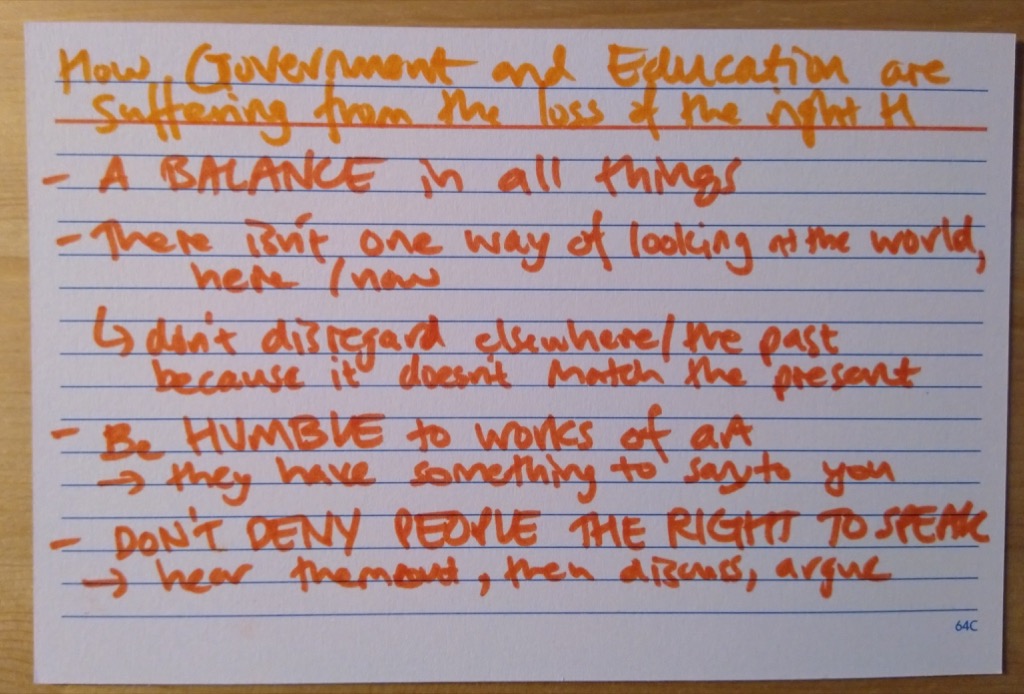 How Government and Education are
suffering from the loss of the right H
- A BALANCE in all things
- There isn't one way of looking at the world,
here / now
↳ don't disregard elsewhere/the past
because it doesn't match the present
- Be HUMBLE to works of art
→ they have something to say to you
- DON'T DENY PEOPLE THE RIGHT TO SPEAK
→ hear them out, then discuss, argue
64C